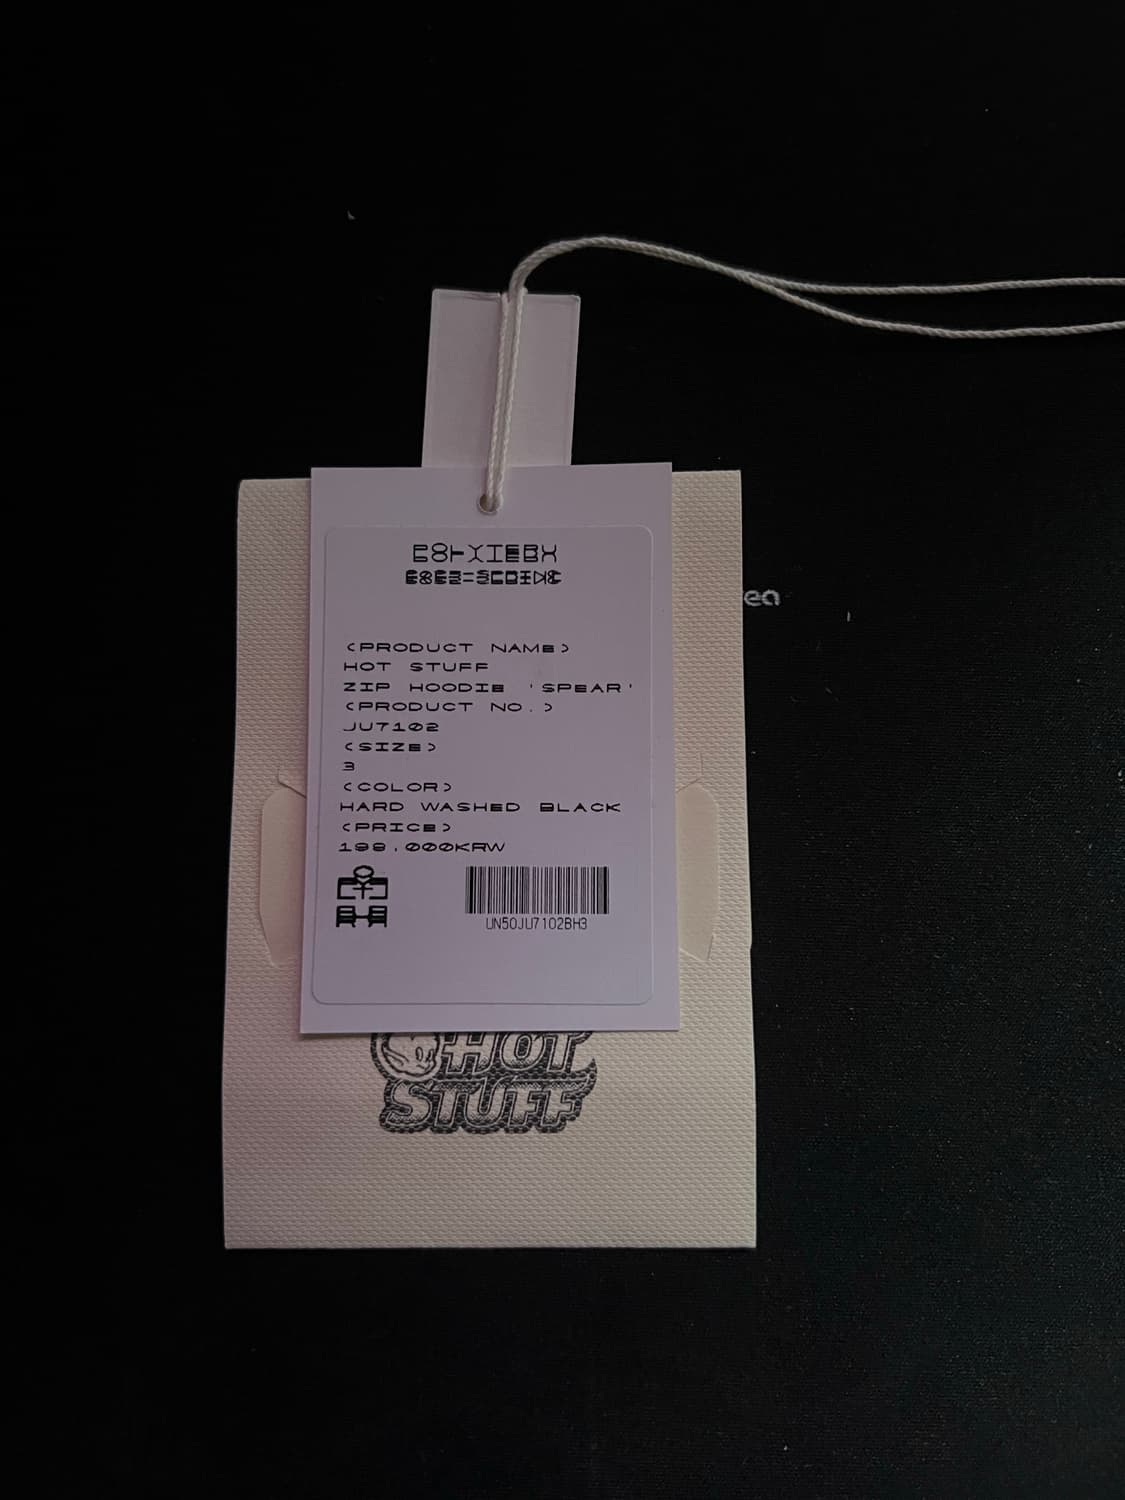 <PRODUCT NAME>
HOT STUFF
ZIP HOODIE 'SPEAR'
<PRODUCT NO.>
JU7102
<SIZE>
3
<COLOR>
HARD WASHED BLACK
<PRICE>
199.000KRW
UN50JU7102BH3
HOT
STUFF
ea